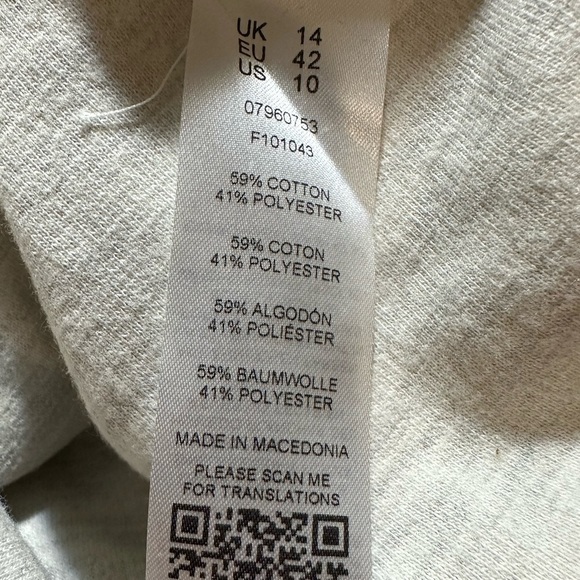 UK 14
EU 42
US 10
07960753
F101043
59% COTTON
41% POLYESTER
59% COTON
41% POLYESTER
59% ALGODÓN
41% POLIÉSTER
59% BAUMWOLLE
41% POLYESTER
MADE IN MACEDONIA
PLEASE SCAN ME
FOR TRANSLATIONS